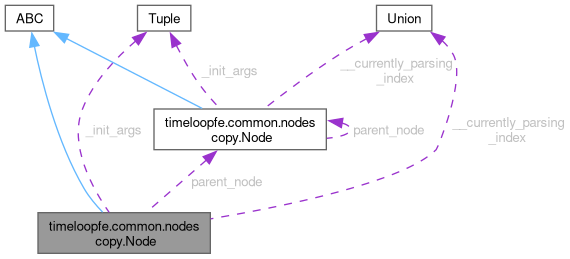 ABC
Tuple
Union
_init_args
__currently_parsing
_index
timeloopfe.common.nodes
copy.Node
_init_args
parent_node
__currently_parsing
_index
parent_node
timeloopfe.common.nodes
copy.Node